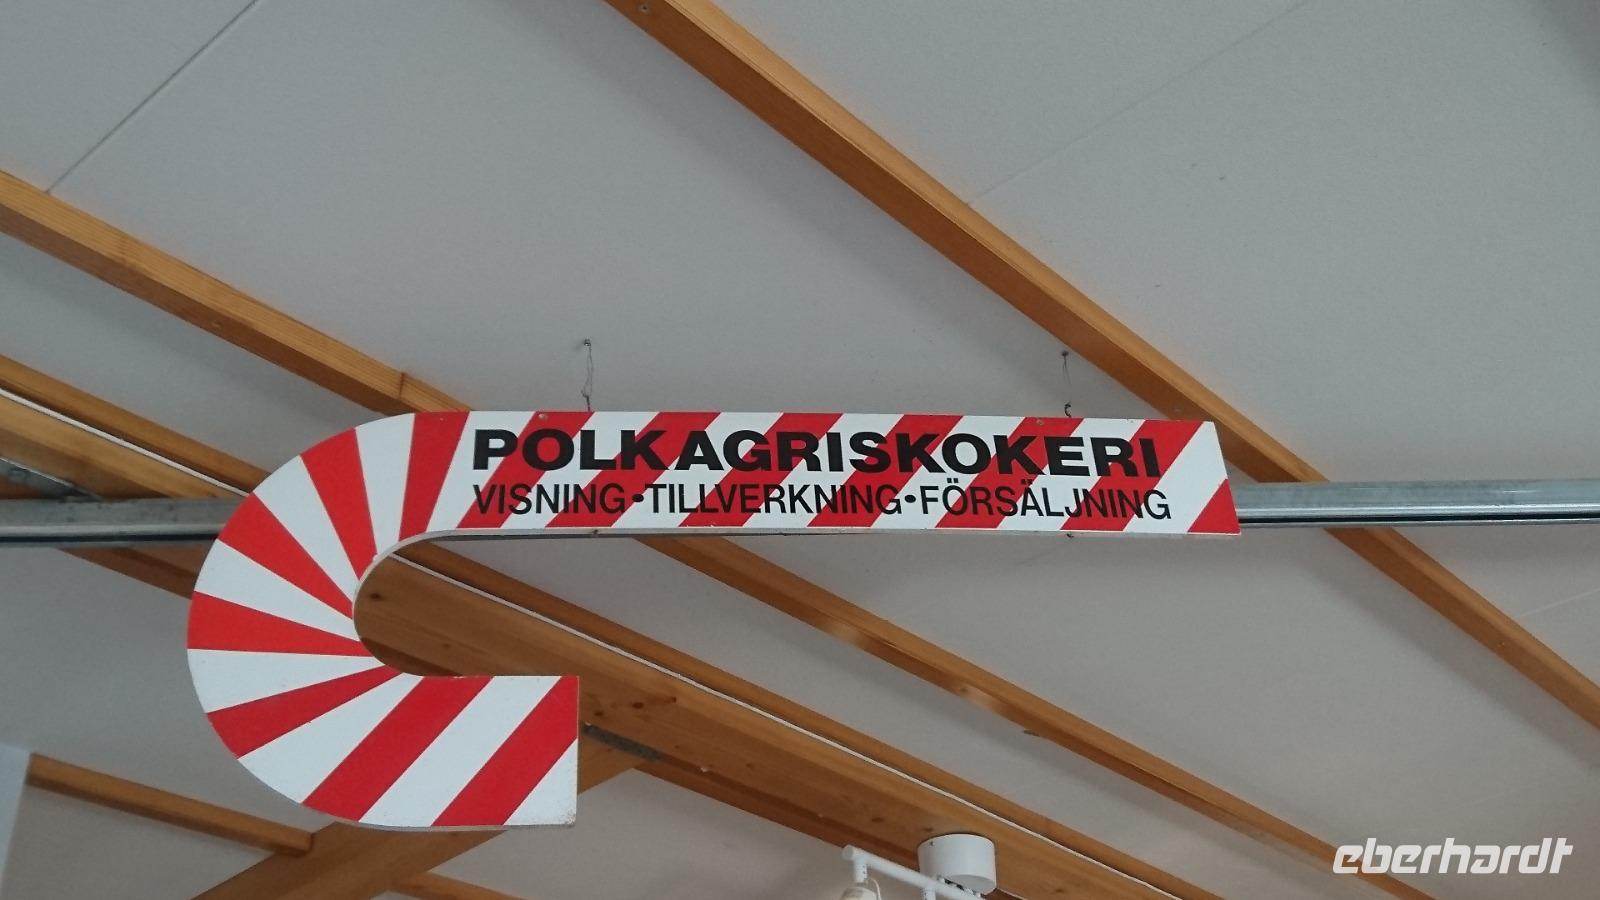 POLKAGRISKOKERI
VISNING•TILLVERKNING•FÖRSÄLJNING
eberhardt